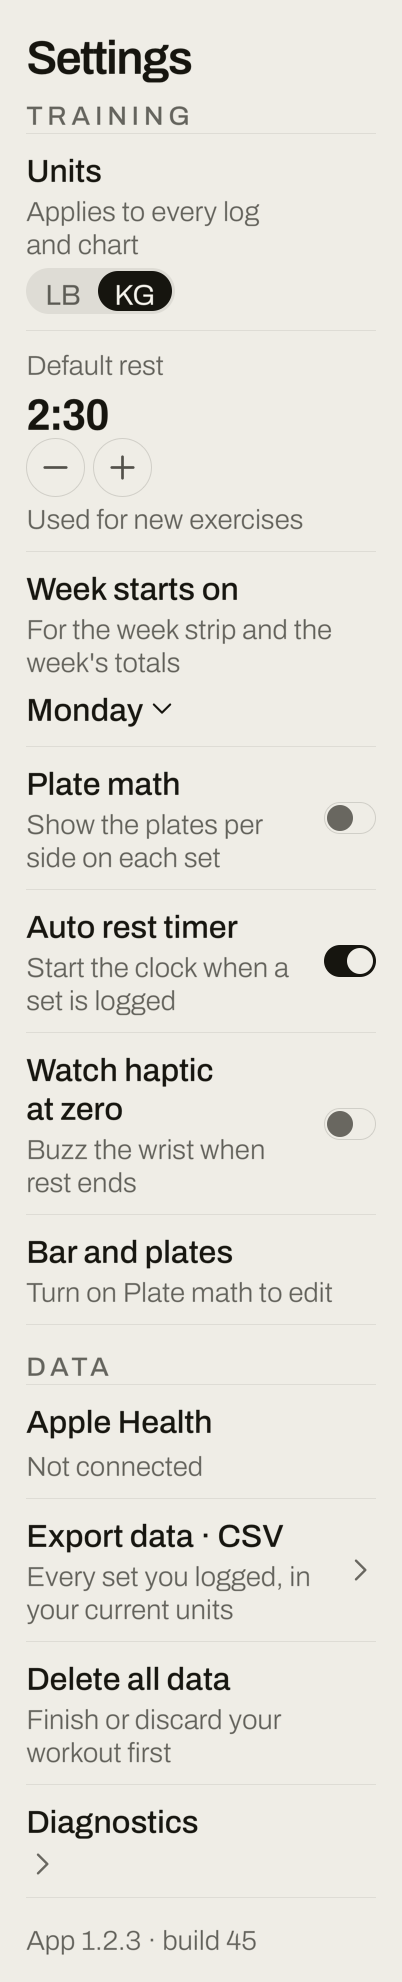 Settings
TRAINING
Units
Applies to every log
and chart
LB KG
Default rest
2:30
Used for new exercises
Week starts on
For the week strip and the
week's totals
Monday
Plate math
Show the plates per
side on each set
Auto rest timer
Start the clock when a
set is logged
Watch haptic
at zero
Buzz the wrist when
rest ends
Bar and plates
Turn on Plate math to edit
DATA
Apple Health
Not connected
Export data · CSV
Every set you logged, in
your current units
Delete all data
Finish or discard your
workout first
Diagnostics
App 1.2.3 · build 45